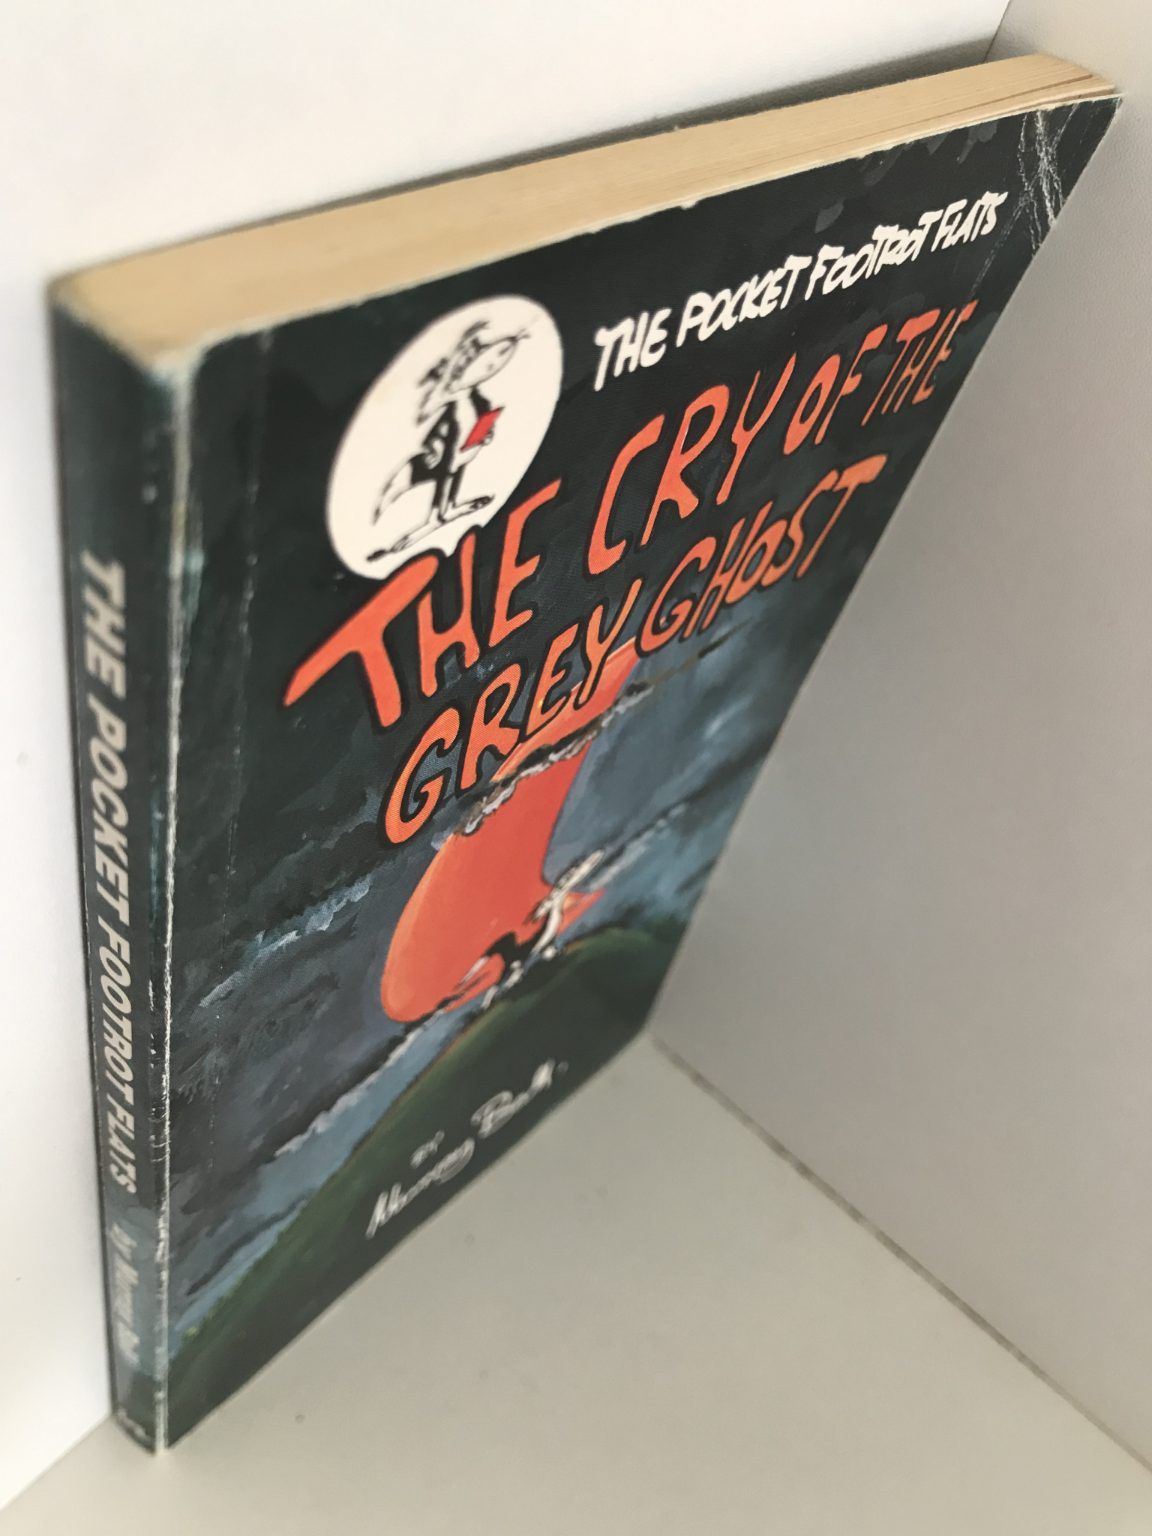 THE POCKET FOOTROT FLATS
THE CRY OF THE
GREY GHOST
BY
Murray Ball.
THE POCKET FOOTROT FLATS by Murray Ball